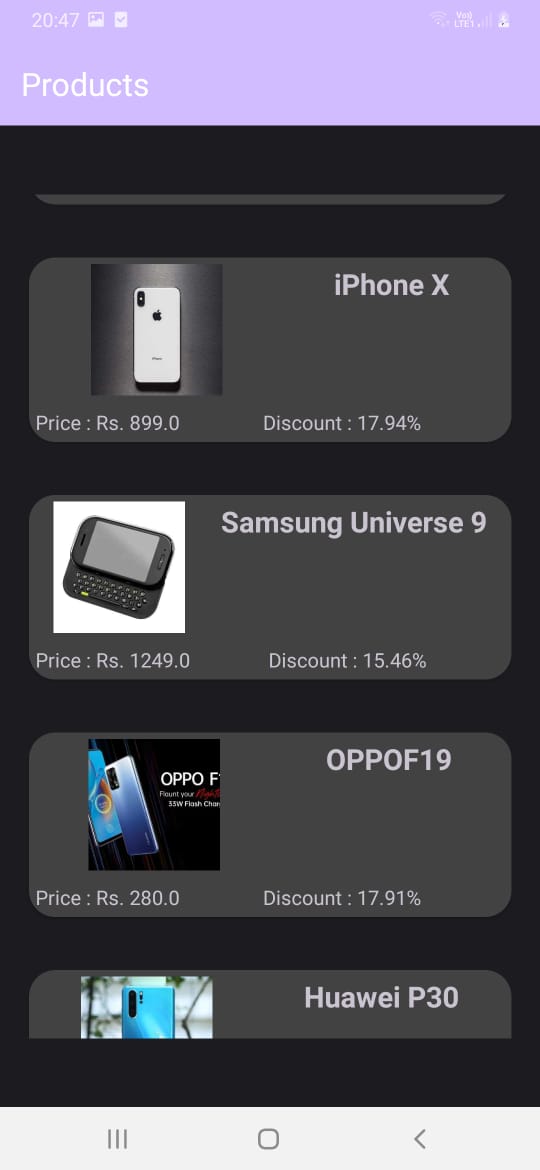 20:47 Vo)) LTE1
Products
iPhone X
Price : Rs. 899.0 Discount : 17.94%
Samsung Universe 9
Price : Rs. 1249.0 Discount : 15.46%
OPPOF19
OPPO F1
Flaunt your
33W Flash Char
Price : Rs. 280.0 Discount : 17.91%
Huawei P30